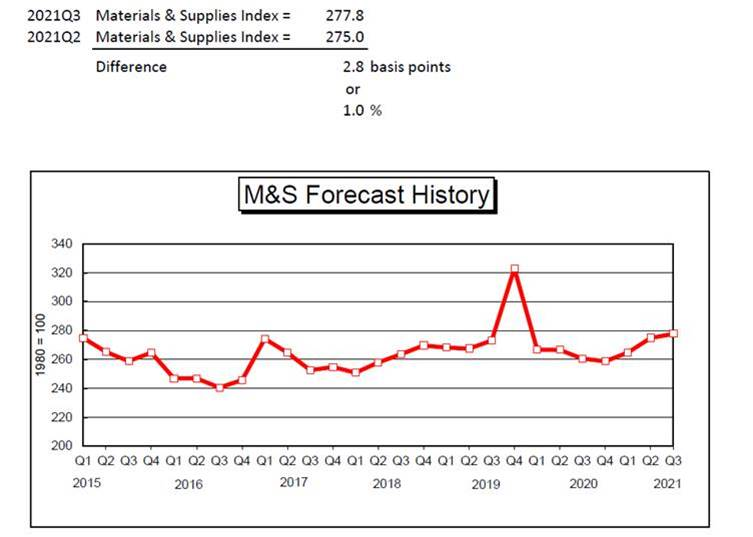 2021Q3 Materials & Supplies Index = 277.8
2021Q2 Materials & Supplies Index = 275.0
Difference 2.8 basis points
or
1.0 %
M&S Forecast History
1980 = 100
340
320
300
280
260
240
220
200
Q1 Q2 Q3 Q4 Q1 Q2 Q3 Q4 Q1 Q2 Q3 Q4 Q1 Q2 Q3 Q4 Q1 Q2 Q3 Q4 Q1 Q2 Q3 Q4 Q1 Q2 Q3
2015 2016 2017 2018 2019 2020 2021